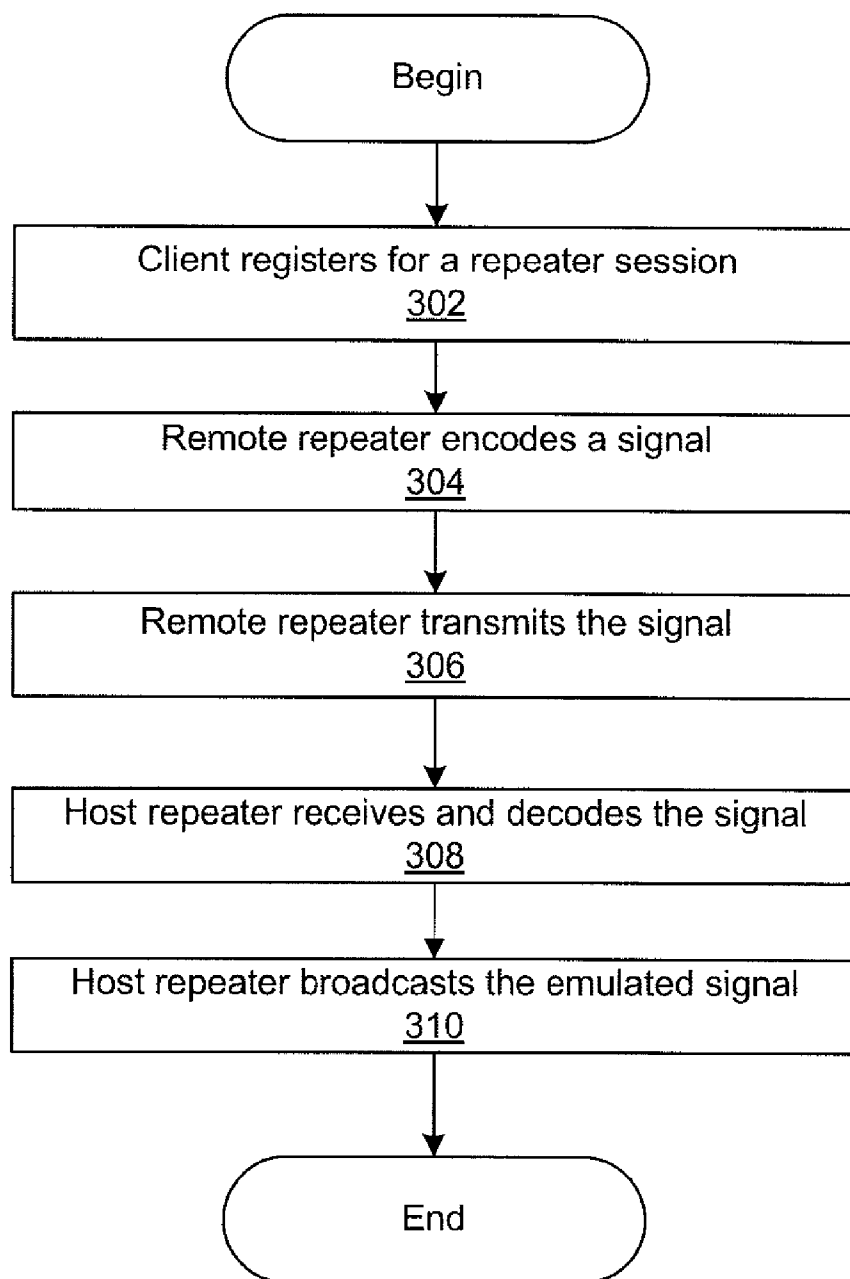 Begin
Client registers for a repeater session
302
Remote repeater encodes a signal
304
Remote repeater transmits the signal
306
Host repeater receives and decodes the signal
308
Host repeater broadcasts the emulated signal
310
End